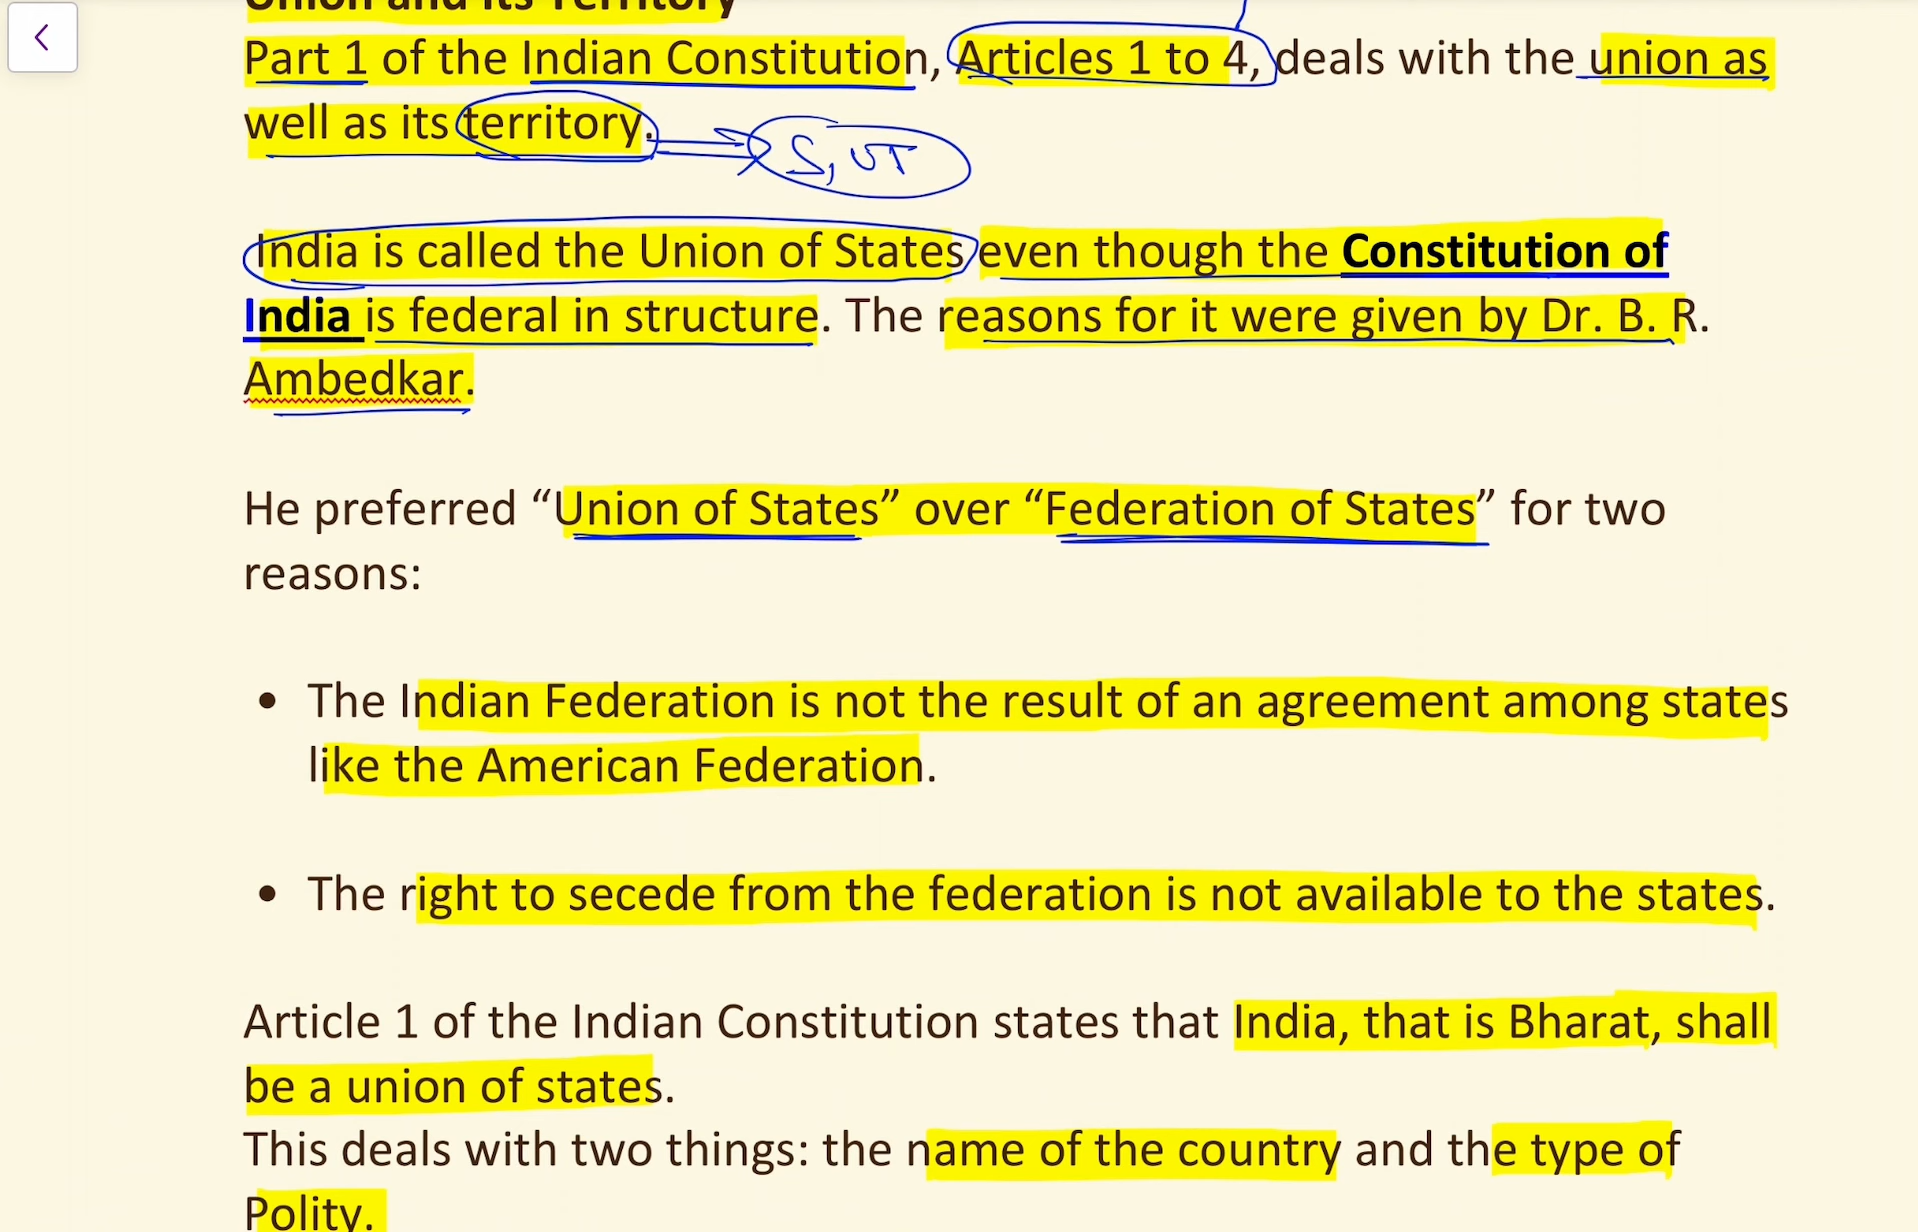 Union and its Territory
Part 1 of the Indian Constitution, Articles 1 to 4, deals with the union as
well as its territory.
S, UT
India is called the Union of States even though the Constitution of
India is federal in structure. The reasons for it were given by Dr. B. R.
Ambedkar.
He preferred “Union of States” over “Federation of States” for two
reasons:
• The Indian Federation is not the result of an agreement among states
like the American Federation.
• The right to secede from the federation is not available to the states.
Article 1 of the Indian Constitution states that India, that is Bharat, shall
be a union of states.
This deals with two things: the name of the country and the type of
Polity.